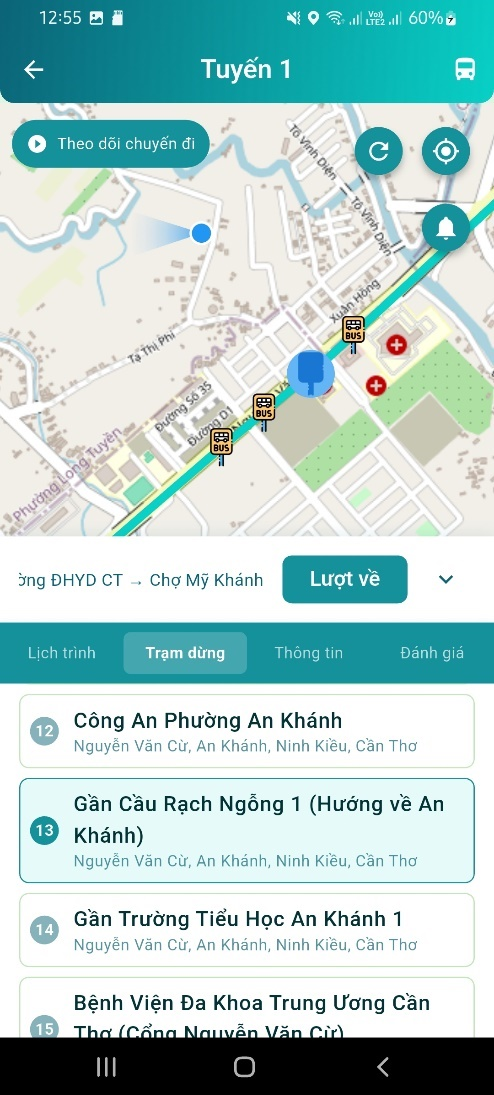 12:55
Vo)) LTE2
60%
Tuyến 1
Theo dõi chuyến đi
Tô Vĩnh Diện
Tô Vĩnh Diện
Xuân Hồng
BUS
Tạ Thị Phi
BUS
Đường Số 35
Đường D1
BUS
Phường Long Tuyền
ờng ĐHYD CT → Chợ Mỹ Khánh
Lượt về
Lịch trình
Trạm dừng
Thông tin
Đánh giá
12
Công An Phường An Khánh
Nguyễn Văn Cừ, An Khánh, Ninh Kiều, Cần Thơ
13
Gần Cầu Rạch Ngỗng 1 (Hướng về An
Khánh)
Nguyễn Văn Cừ, An Khánh, Ninh Kiều, Cần Thơ
14
Gần Trường Tiểu Học An Khánh 1
Nguyễn Văn Cừ, An Khánh, Ninh Kiều, Cần Thơ
15
Bệnh Viện Đa Khoa Trung Ương Cần
Thơ (Cổng Nguyễn Văn Cừ)